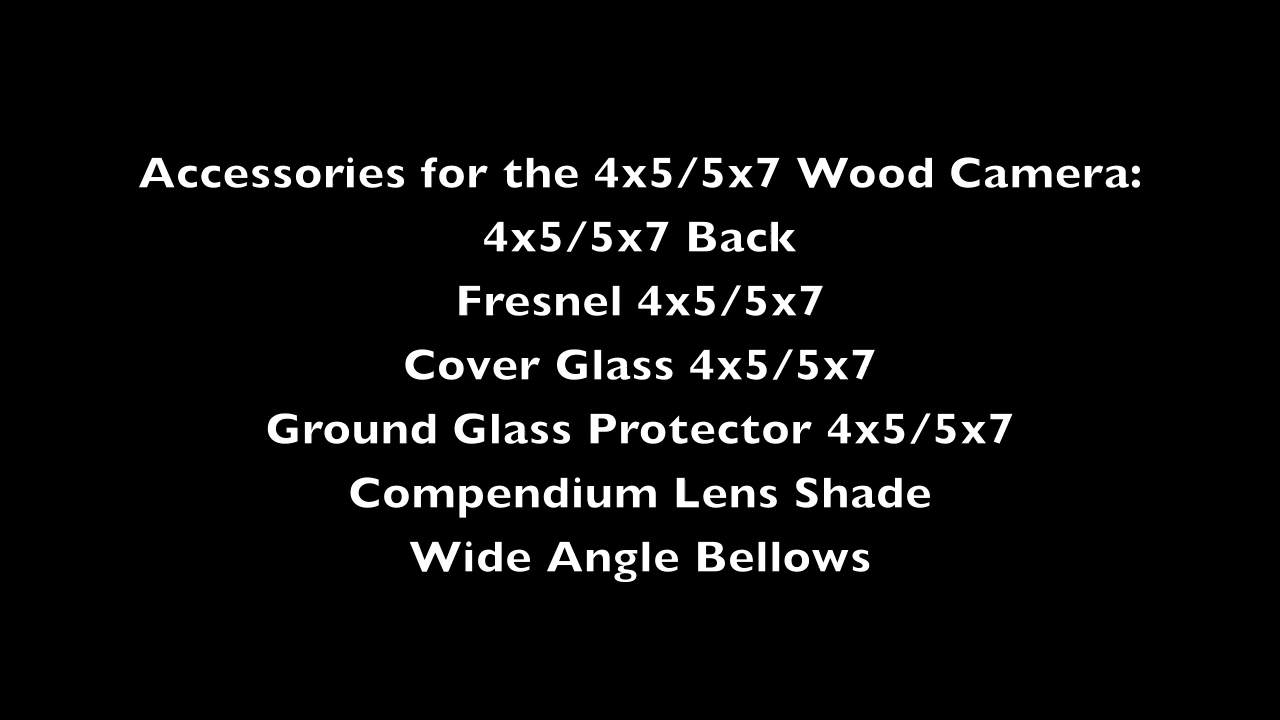 Accessories for the 4x5/5x7 Wood Camera:
4x5/5x7 Back
Fresnel 4x5/5x7
Cover Glass 4x5/5x7
Ground Glass Protector 4x5/5x7
Compendium Lens Shade
Wide Angle Bellows